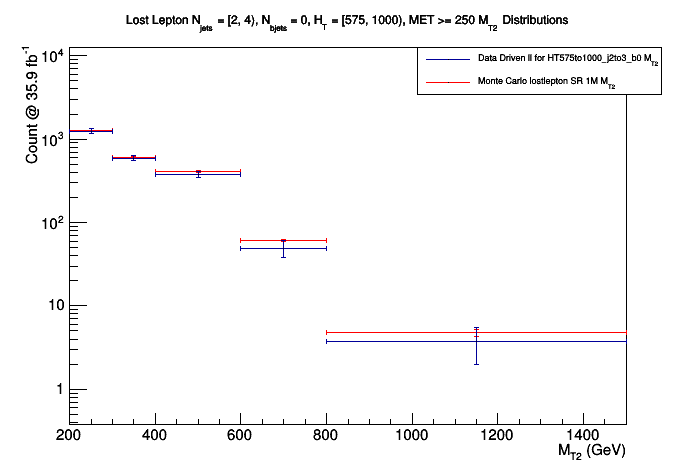 Lost Lepton N_jets = [2, 4), N_bjets = 0, H_T = [575, 1000), MET >= 250 M_T2 Distributions
Data Driven II for HT575to1000_j2to3_b0 M_T2
Monte Carlo lostlepton SR 1M M_T2
Count @ 35.9 fb^-1
10^4
10^3
10^2
10
1
200 400 600 800 1000 1200 1400
M_T2 (GeV)